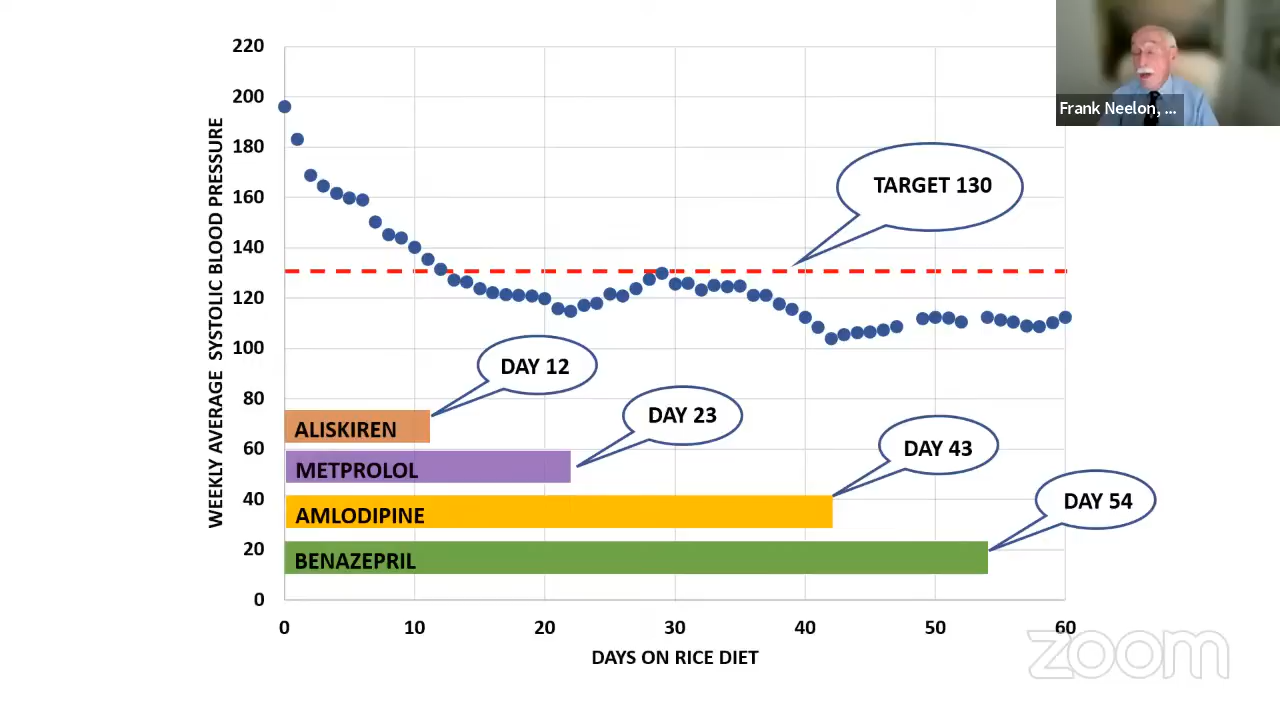 Frank Neelon, ...
WEEKLY AVERAGE SYSTOLIC BLOOD PRESSURE
220
200
180
160
140
120
100
80
60
40
20
0
TARGET 130
DAY 12
DAY 23
DAY 43
DAY 54
ALISKIREN
METPROLOL
AMLODIPINE
BENAZEPRIL
0 10 20 30 40 50 60
DAYS ON RICE DIET
zoom